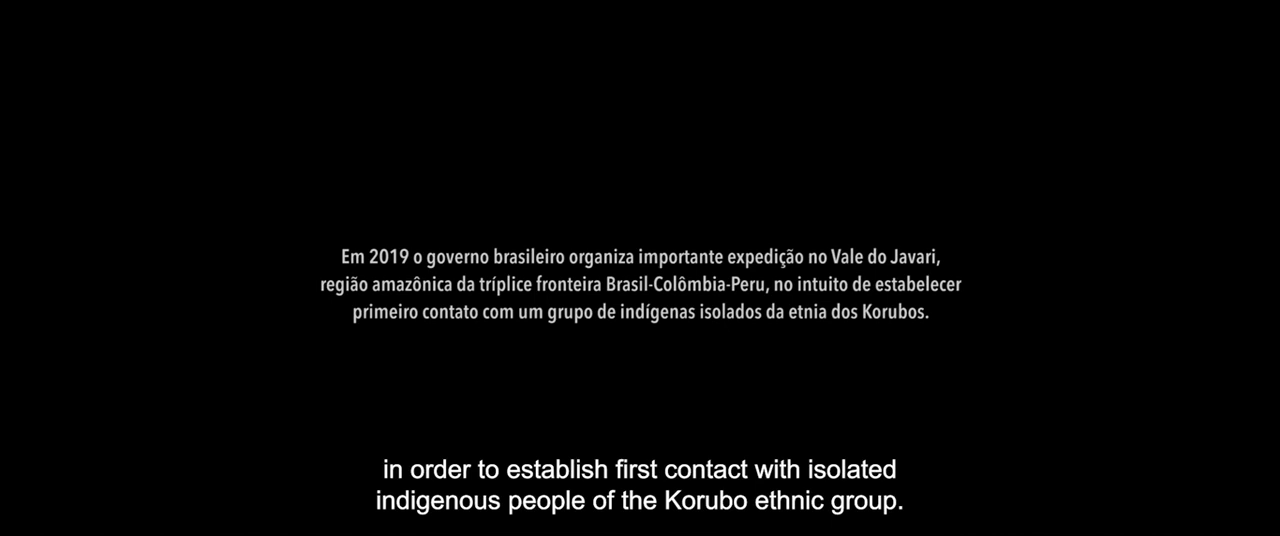 Em 2019 o governo brasileiro organiza importante expedição no Vale do Javari,
região amazônica da tríplice fronteira Brasil-Colômbia-Peru, no intuito de estabelecer
primeiro contato com um grupo de indígenas isolados da etnia dos Korubos.
in order to establish first contact with isolated
indigenous people of the Korubo ethnic group.